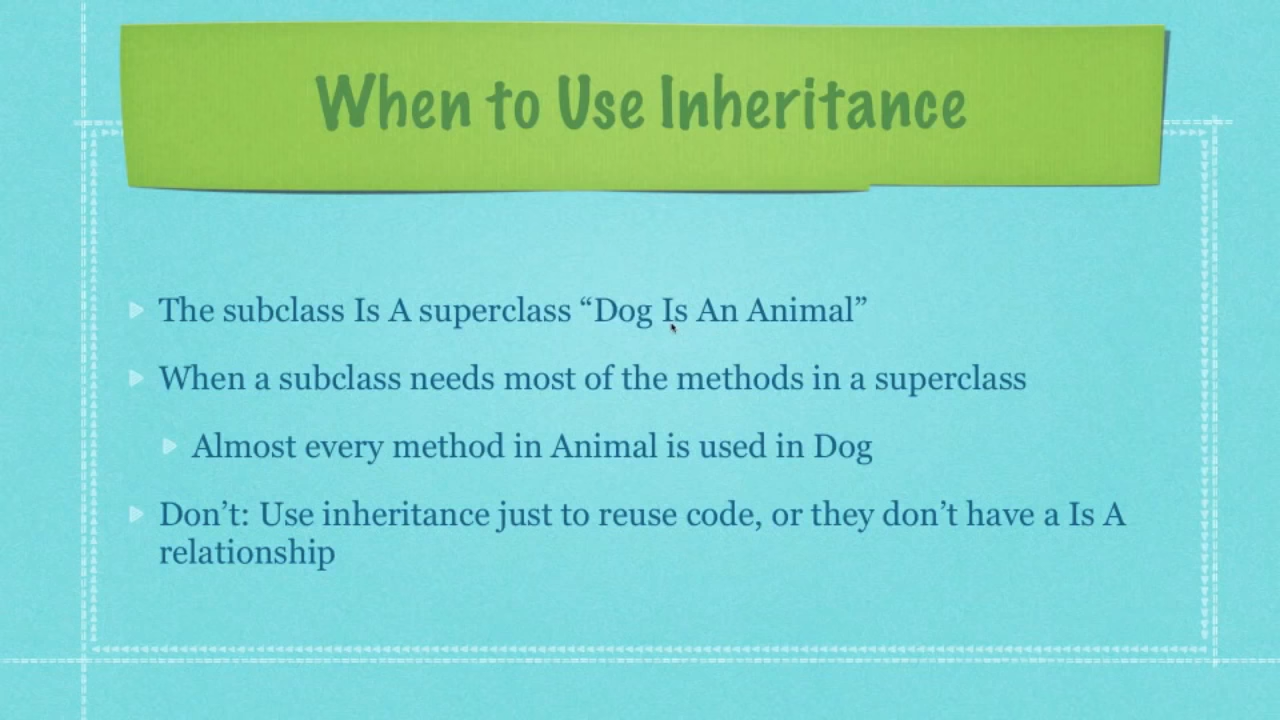 When to Use Inheritance
The subclass Is A superclass “Dog Is An Animal”
When a subclass needs most of the methods in a superclass
Almost every method in Animal is used in Dog
Don’t: Use inheritance just to reuse code, or they don’t have a Is A
relationship